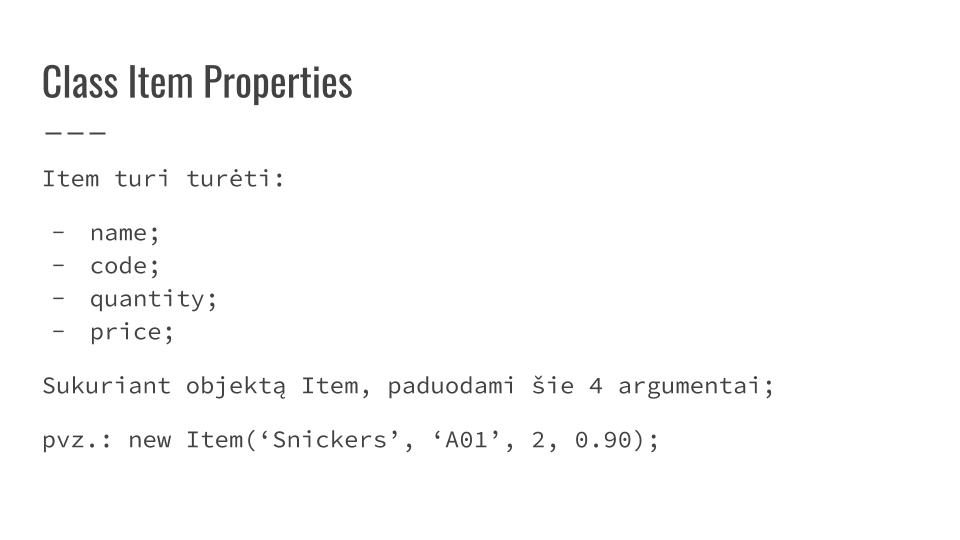 Class Item Properties
———
Item turi turėti:
- name;
- code;
- quantity;
- price;
Sukuriant objektą Item, paduodami šie 4 argumentai;
pvz.: new Item(‘Snickers’, ‘A01’, 2, 0.90);